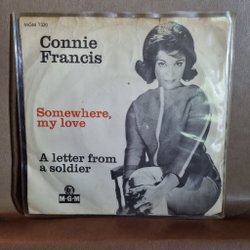 Connie
Francis
Somewhere,
my love
A letter from
a soldier
M-G-M